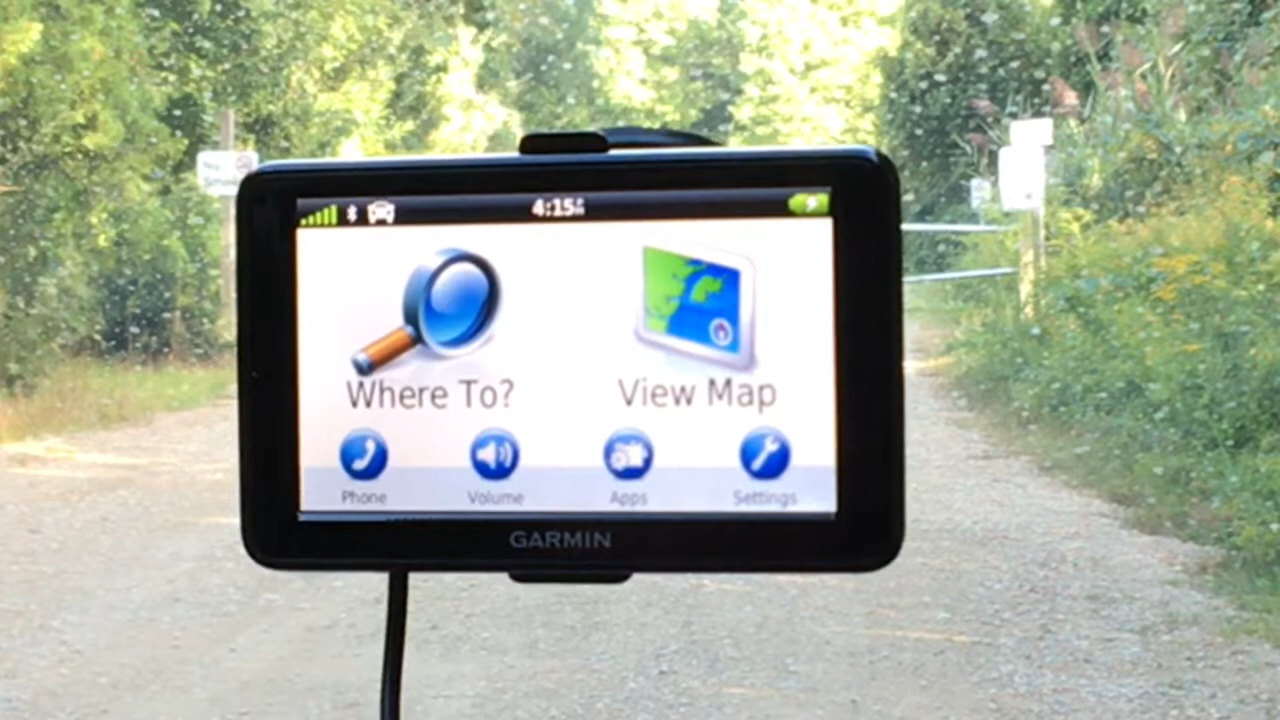 4:15
Where To?
View Map
Phone
Volume
Apps
Settings
GARMIN